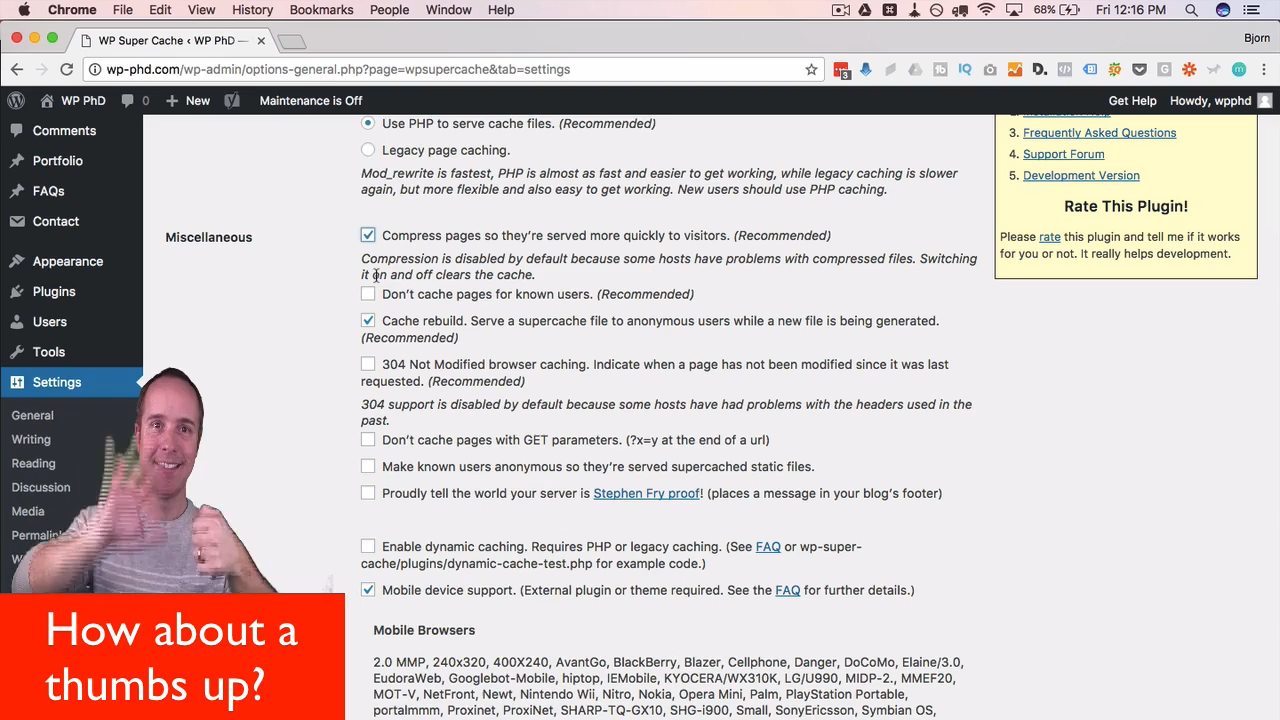 Chrome File Edit View History Bookmarks People Window Help 68% Fri 12:16 PM
WP Super Cache ‹ WP PhD — Bjorn
wp-phd.com/wp-admin/options-general.php?page=wpsupercache&tab=settings 3
WP PhD 0 New Maintenance is Off Get Help Howdy, wpphd
Comments
Portfolio
FAQs
Contact
Appearance
Plugins
Users
Tools
Settings
General
Writing
Reading
Discussion
Media
Use PHP to serve cache files. (Recommended)
Legacy page caching.
Mod_rewrite is fastest, PHP is almost as fast and easier to get working, while legacy caching is slower
again, but more flexible and also easy to get working. New users should use PHP caching.
Miscellaneous
Compress pages so they're served more quickly to visitors. (Recommended)
Compression is disabled by default because some hosts have problems with compressed files. Switching
it on and off clears the cache.
Don't cache pages for known users. (Recommended)
Cache rebuild. Serve a supercache file to anonymous users while a new file is being generated.
(Recommended)
304 Not Modified browser caching. Indicate when a page has not been modified since it was last
requested. (Recommended)
304 support is disabled by default because some hosts have had problems with the headers used in the
past.
Don't cache pages with GET parameters. (?x=y at the end of a url)
Make known users anonymous so they're served supercached static files.
Proudly tell the world your server is Stephen Fry proof! (places a message in your blog's footer)
Enable dynamic caching. Requires PHP or legacy caching. (See FAQ or wp-super-
cache/plugins/dynamic-cache-test.php for example code.)
Mobile device support. (External plugin or theme required. See the FAQ for further details.)
Mobile Browsers
2.0 MMP, 240x320, 400X240, AvantGo, BlackBerry, Blazer, Cellphone, Danger, DoCoMo, Elaine/3.0,
EudoraWeb, Googlebot-Mobile, hiptop, IEMobile, KYOCERA/WX310K, LG/U990, MIDP-2., MMEF20,
MOT-V, NetFront, Newt, Nintendo Wii, Nitro, Nokia, Opera Mini, Palm, PlayStation Portable,
portalmmm, Proxinet, ProxiNet, SHARP-TQ-GX10, SHG-i900, Small, SonyEricsson, Symbian OS,
3. Frequently Asked Questions
4. Support Forum
5. Development Version
Rate This Plugin!
Please rate this plugin and tell me if it works
for you or not. It really helps development.
How about a
thumbs up?